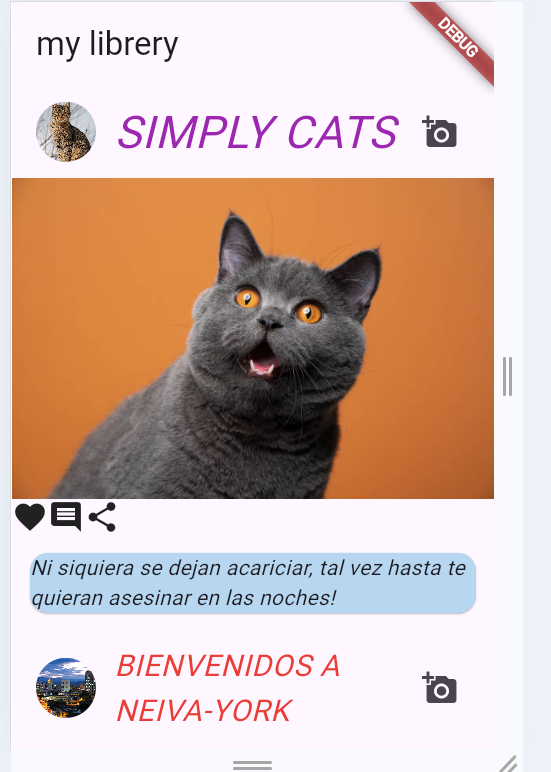 my librery
DEBUG
SIMPLY CATS
Ni siquiera se dejan acariciar, tal vez hasta te
quieran asesinar en las noches!
BIENVENIDOS A
NEIVA-YORK